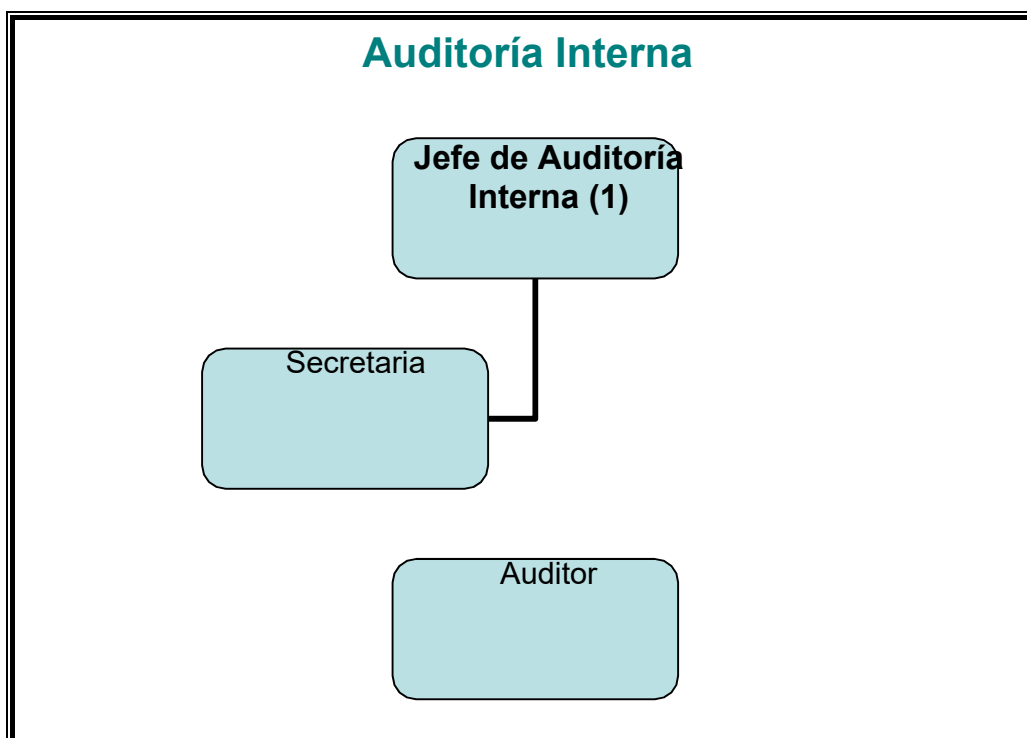 Auditoría Interna
Jefe de Auditoría
Interna (1)
Secretaria
Auditor